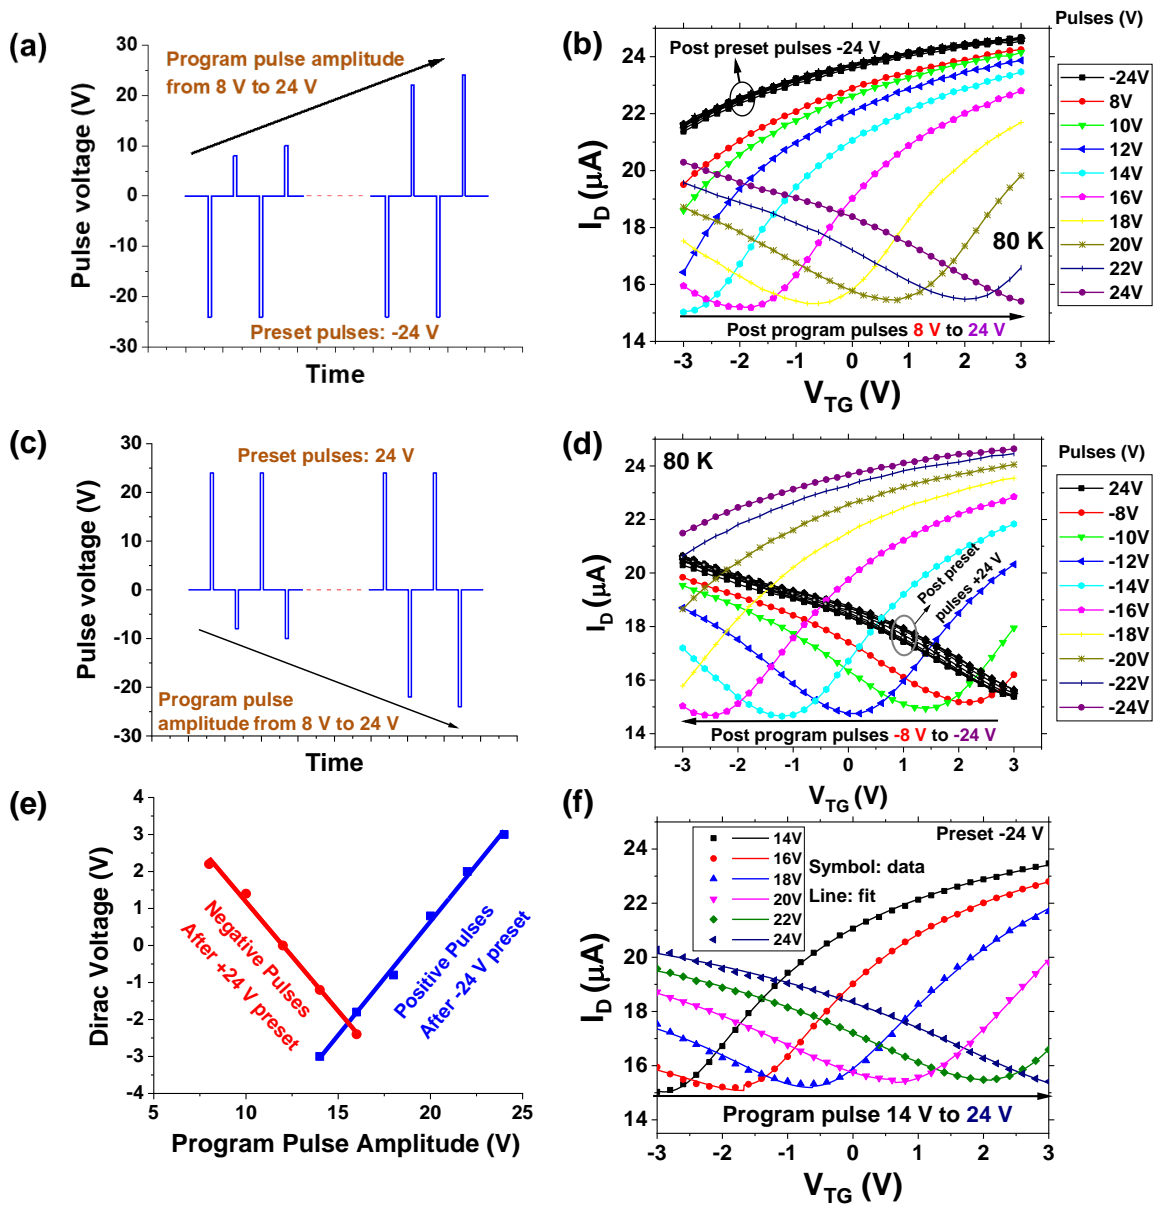 (a)
Pulse voltage (V)
30
20
10
0
-10
-20
-30
Program pulse amplitude
from 8 V to 24 V
Preset pulses: -24 V
Time
(b)
I_D (µA)
24
22
20
18
16
14
Post preset pulses -24 V
80 K
Post program pulses 8 V to 24 V
-3 -2 -1 0 1 2 3
V_TG (V)
Pulses (V)
-24V
8V
10V
12V
14V
16V
18V
20V
22V
24V
(c)
Pulse voltage (V)
30
20
10
0
-10
-20
-30
Preset pulses: 24 V
Program pulse
amplitude from 8 V to 24 V
Time
(d)
I_D (µA)
24
22
20
18
16
14
80 K
Post preset
pulses +24 V
Post program pulses -8 V to -24 V
-3 -2 -1 0 1 2 3
V_TG (V)
Pulses (V)
24V
-8V
-10V
-12V
-14V
-16V
-18V
-20V
-22V
-24V
(e)
Dirac Voltage (V)
4
3
2
1
0
-1
-2
-3
-4
Negative Pulses
After +24 V preset
Positive Pulses
After -24 V preset
5 10 15 20 25
Program Pulse Amplitude (V)
(f)
I_D (µA)
24
22
20
18
16
14
14V
16V
18V
20V
22V
24V
Preset -24 V
Symbol: data
Line: fit
Program pulse 14 V to 24 V
-3 -2 -1 0 1 2 3
V_TG (V)